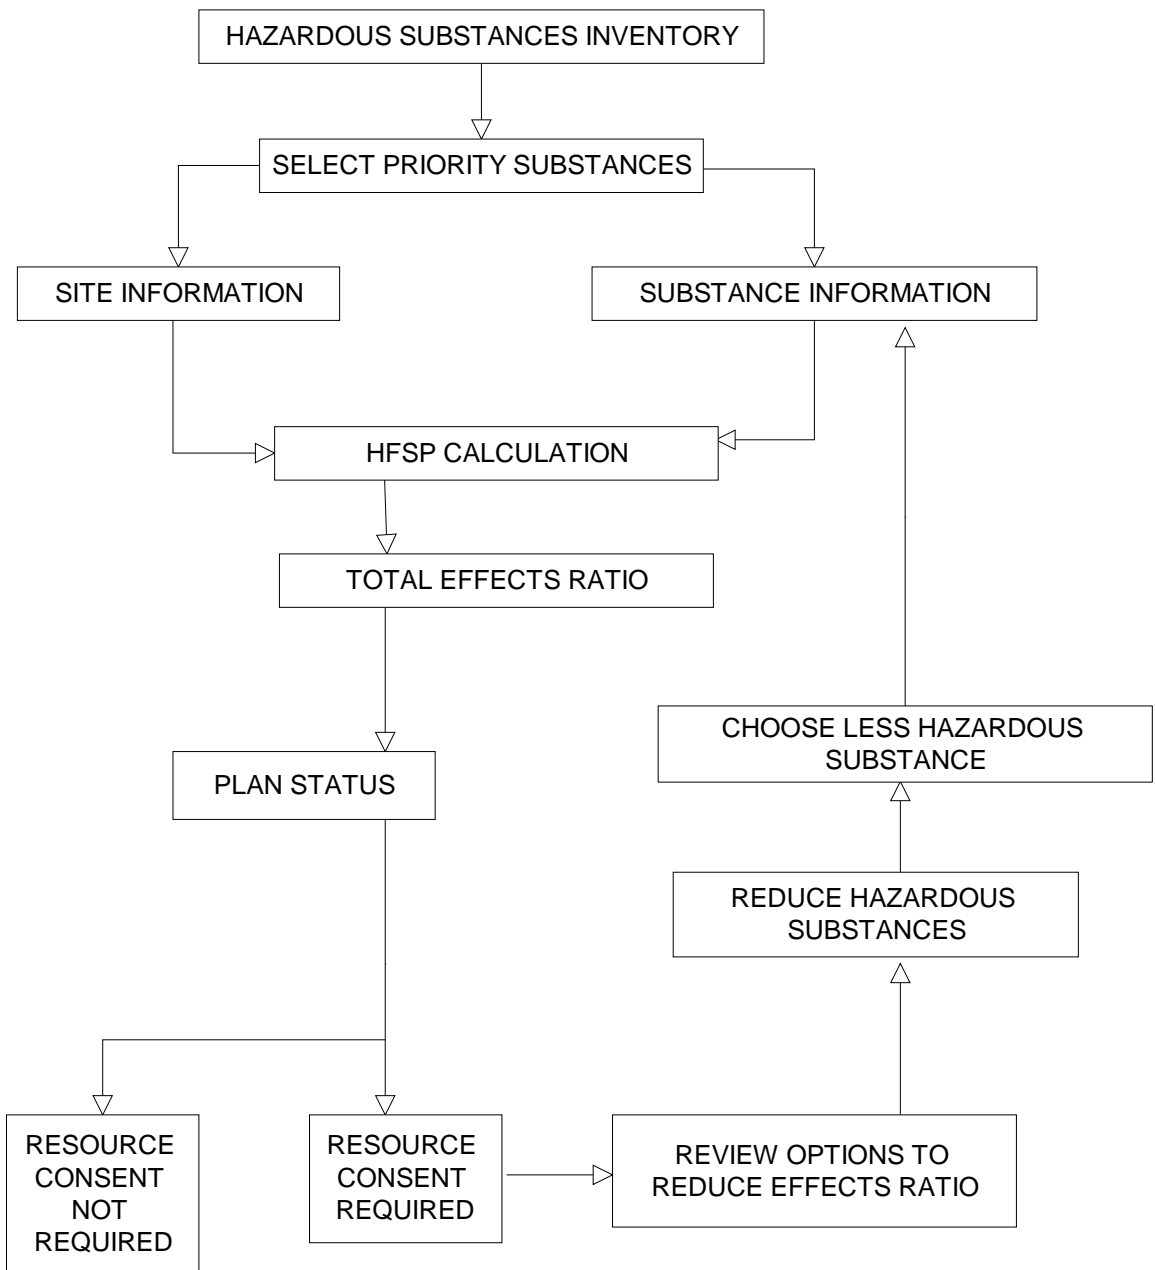 HAZARDOUS SUBSTANCES INVENTORY
SELECT PRIORITY SUBSTANCES
SITE INFORMATION
SUBSTANCE INFORMATION
HFSP CALCULATION
TOTAL EFFECTS RATIO
PLAN STATUS
CHOOSE LESS HAZARDOUS
SUBSTANCE
REDUCE HAZARDOUS
SUBSTANCES
RESOURCE
CONSENT
NOT
REQUIRED
RESOURCE
CONSENT
REQUIRED
REVIEW OPTIONS TO
REDUCE EFFECTS RATIO